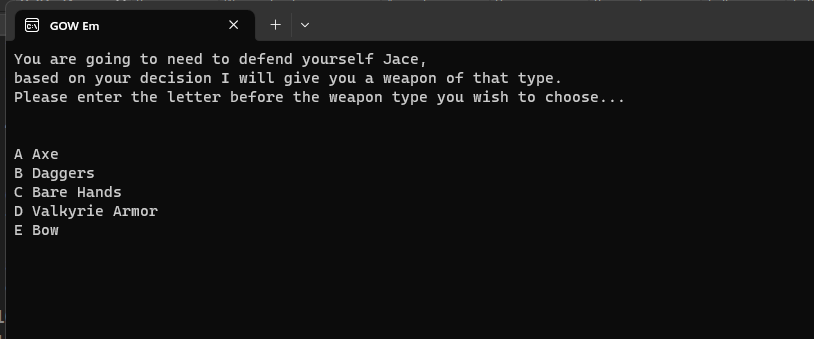 GOW Em
You are going to need to defend yourself Jace,
based on your decision I will give you a weapon of that type.
Please enter the letter before the weapon type you wish to choose...
A Axe
B Daggers
C Bare Hands
D Valkyrie Armor
E Bow